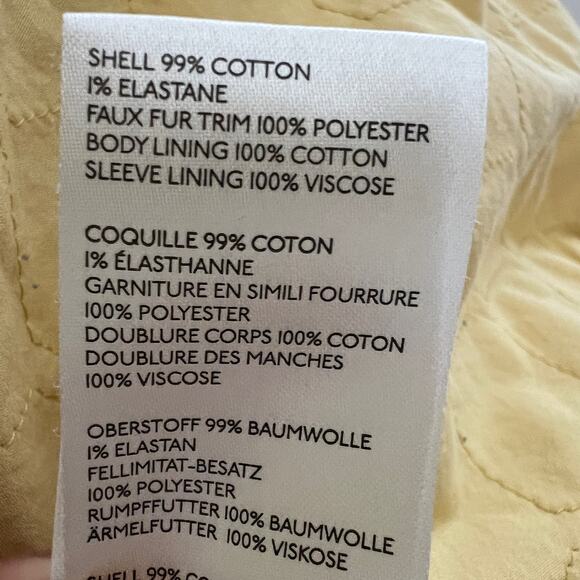 SHELL 99% COTTON
1% ELASTANE
FAUX FUR TRIM 100% POLYESTER
BODY LINING 100% COTTON
SLEEVE LINING 100% VISCOSE
COQUILLE 99% COTON
1% ÉLASTHANNE
GARNITURE EN SIMILI FOURRURE
100% POLYESTER
DOUBLURE CORPS 100% COTON
DOUBLURE DES MANCHES
100% VISCOSE
OBERSTOFF 99% BAUMWOLLE
1% ELASTAN
FELLIMITAT-BESATZ
100% POLYESTER
RUMPFFUTTER 100% BAUMWOLLE
ÄRMELFUTTER 100% VISKOSE
SHELL 99%